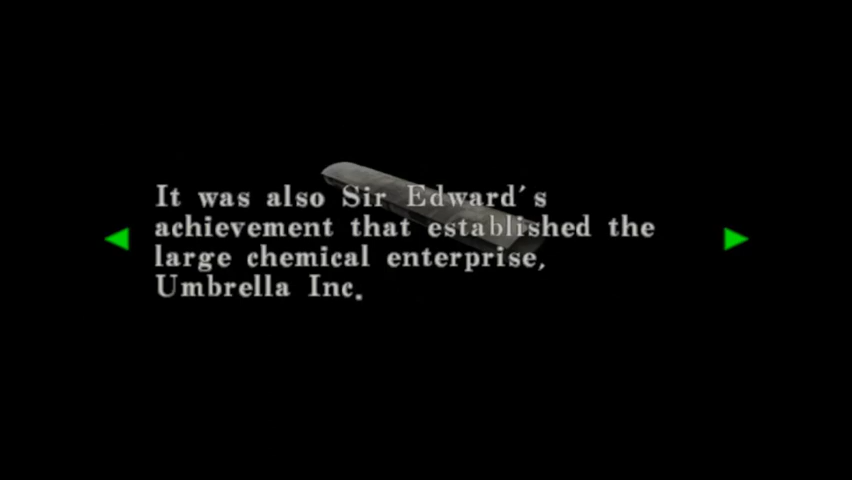 It was also Sir Edward's
achievement that established the
large chemical enterprise,
Umbrella Inc.